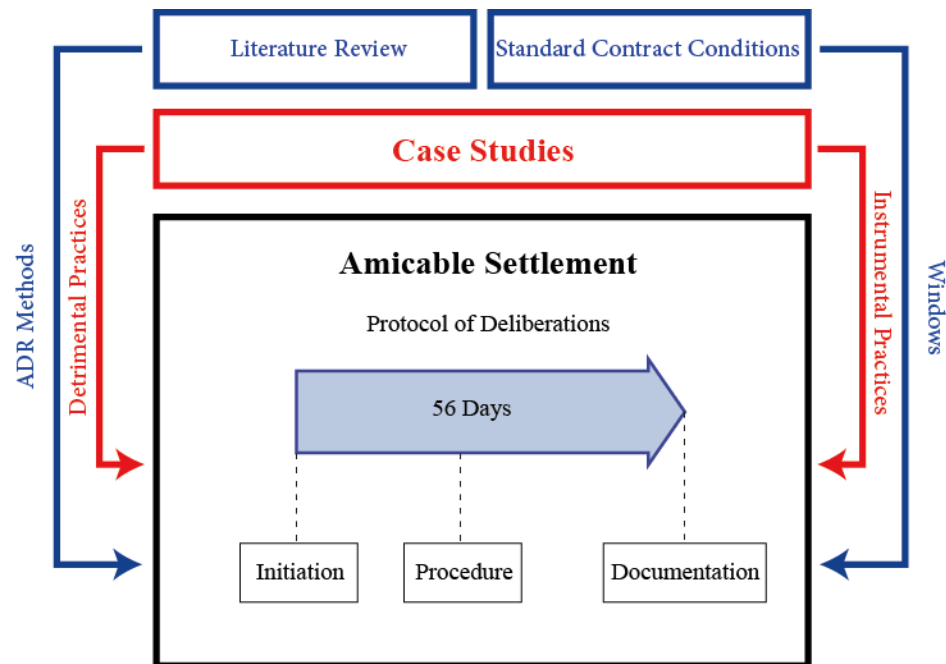 Literature Review
Standard Contract Conditions
Case Studies
ADR Methods
Detrimental Practices
Instrumental Practices
Windows
Amicable Settlement
Protocol of Deliberations
56 Days
Initiation
Procedure
Documentation